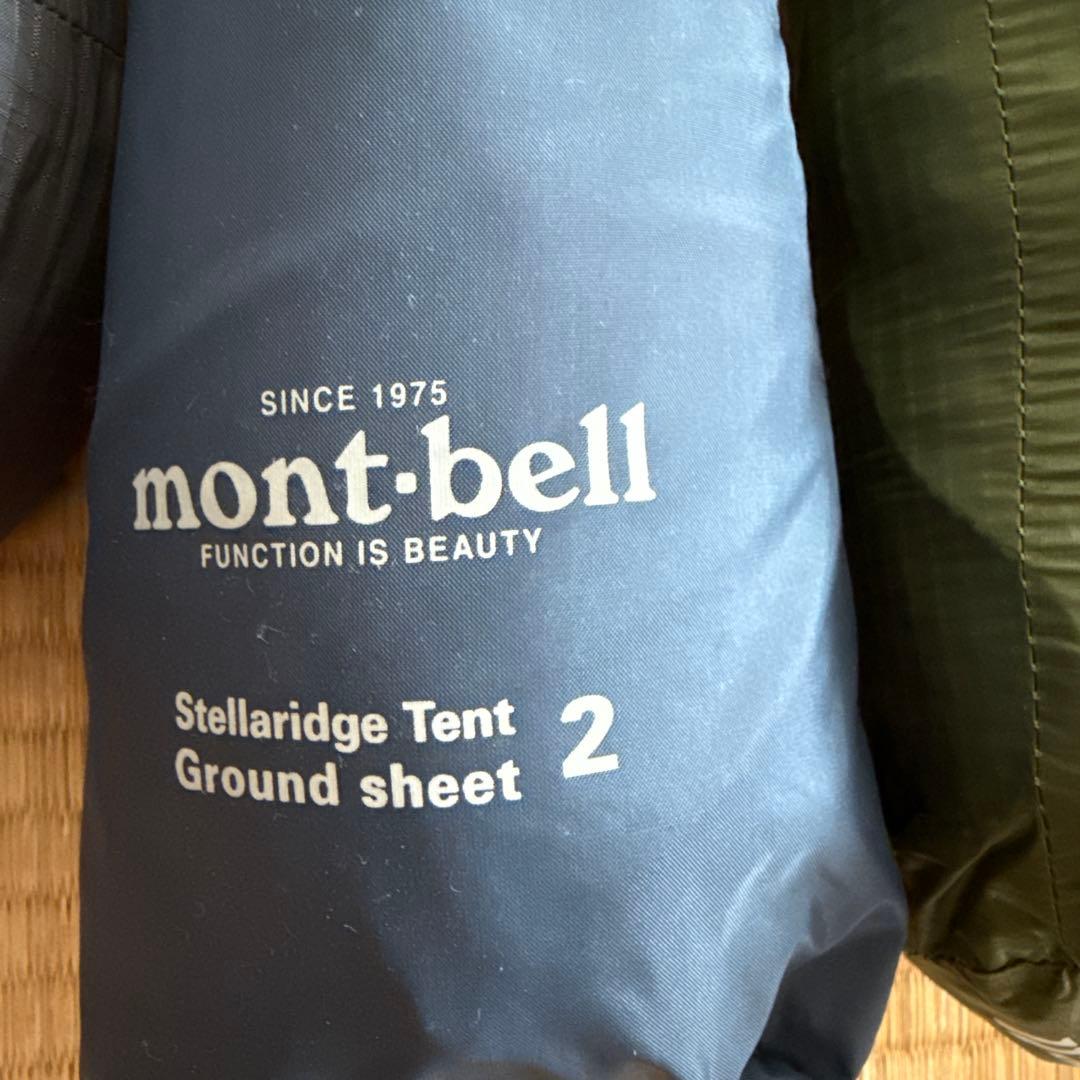 SINCE 1975
mont·bell
FUNCTION IS BEAUTY
Stellaridge Tent 2
Ground sheet